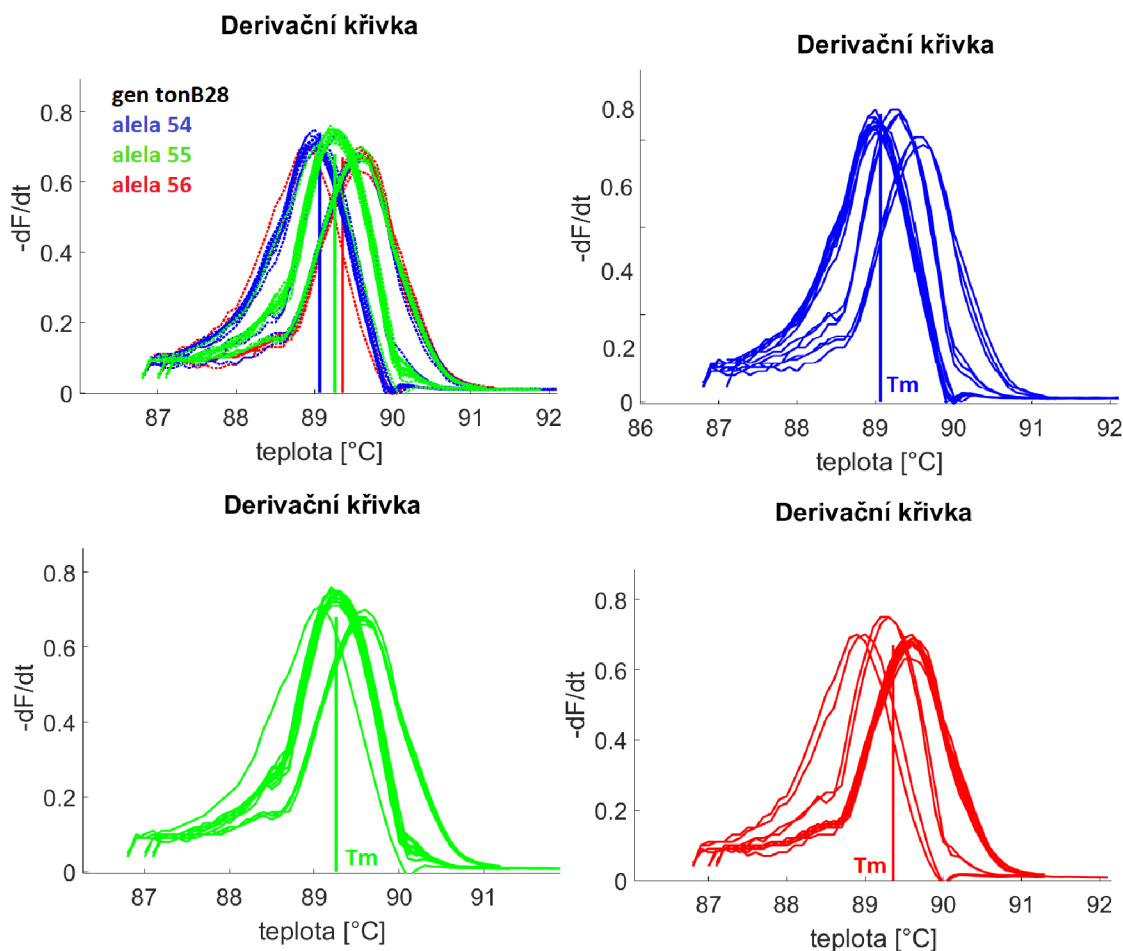 Derivační křivka
gen tonB28
alela 54
alela 55
alela 56
0.8
0.6
0.4
0.2
0
-dF/dt
87
88
89
90
91
92
teplota [°C]
Derivační křivka
0.8
0.6
0.4
0.2
0
-dF/dt
Tm
86
87
88
89
90
91
92
teplota [°C]
Derivační křivka
0.8
0.6
0.4
0.2
0
-dF/dt
Tm
87
88
89
90
91
teplota [°C]
Derivační křivka
0.8
0.6
0.4
0.2
0
-dF/dt
Tm
87
88
89
90
91
92
teplota [°C]